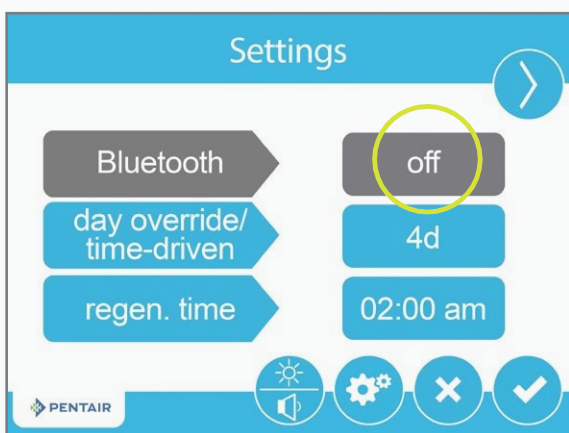 Settings
Bluetooth
off
day override/
time-driven
4d
regen. time
02:00 am
PENTAIR